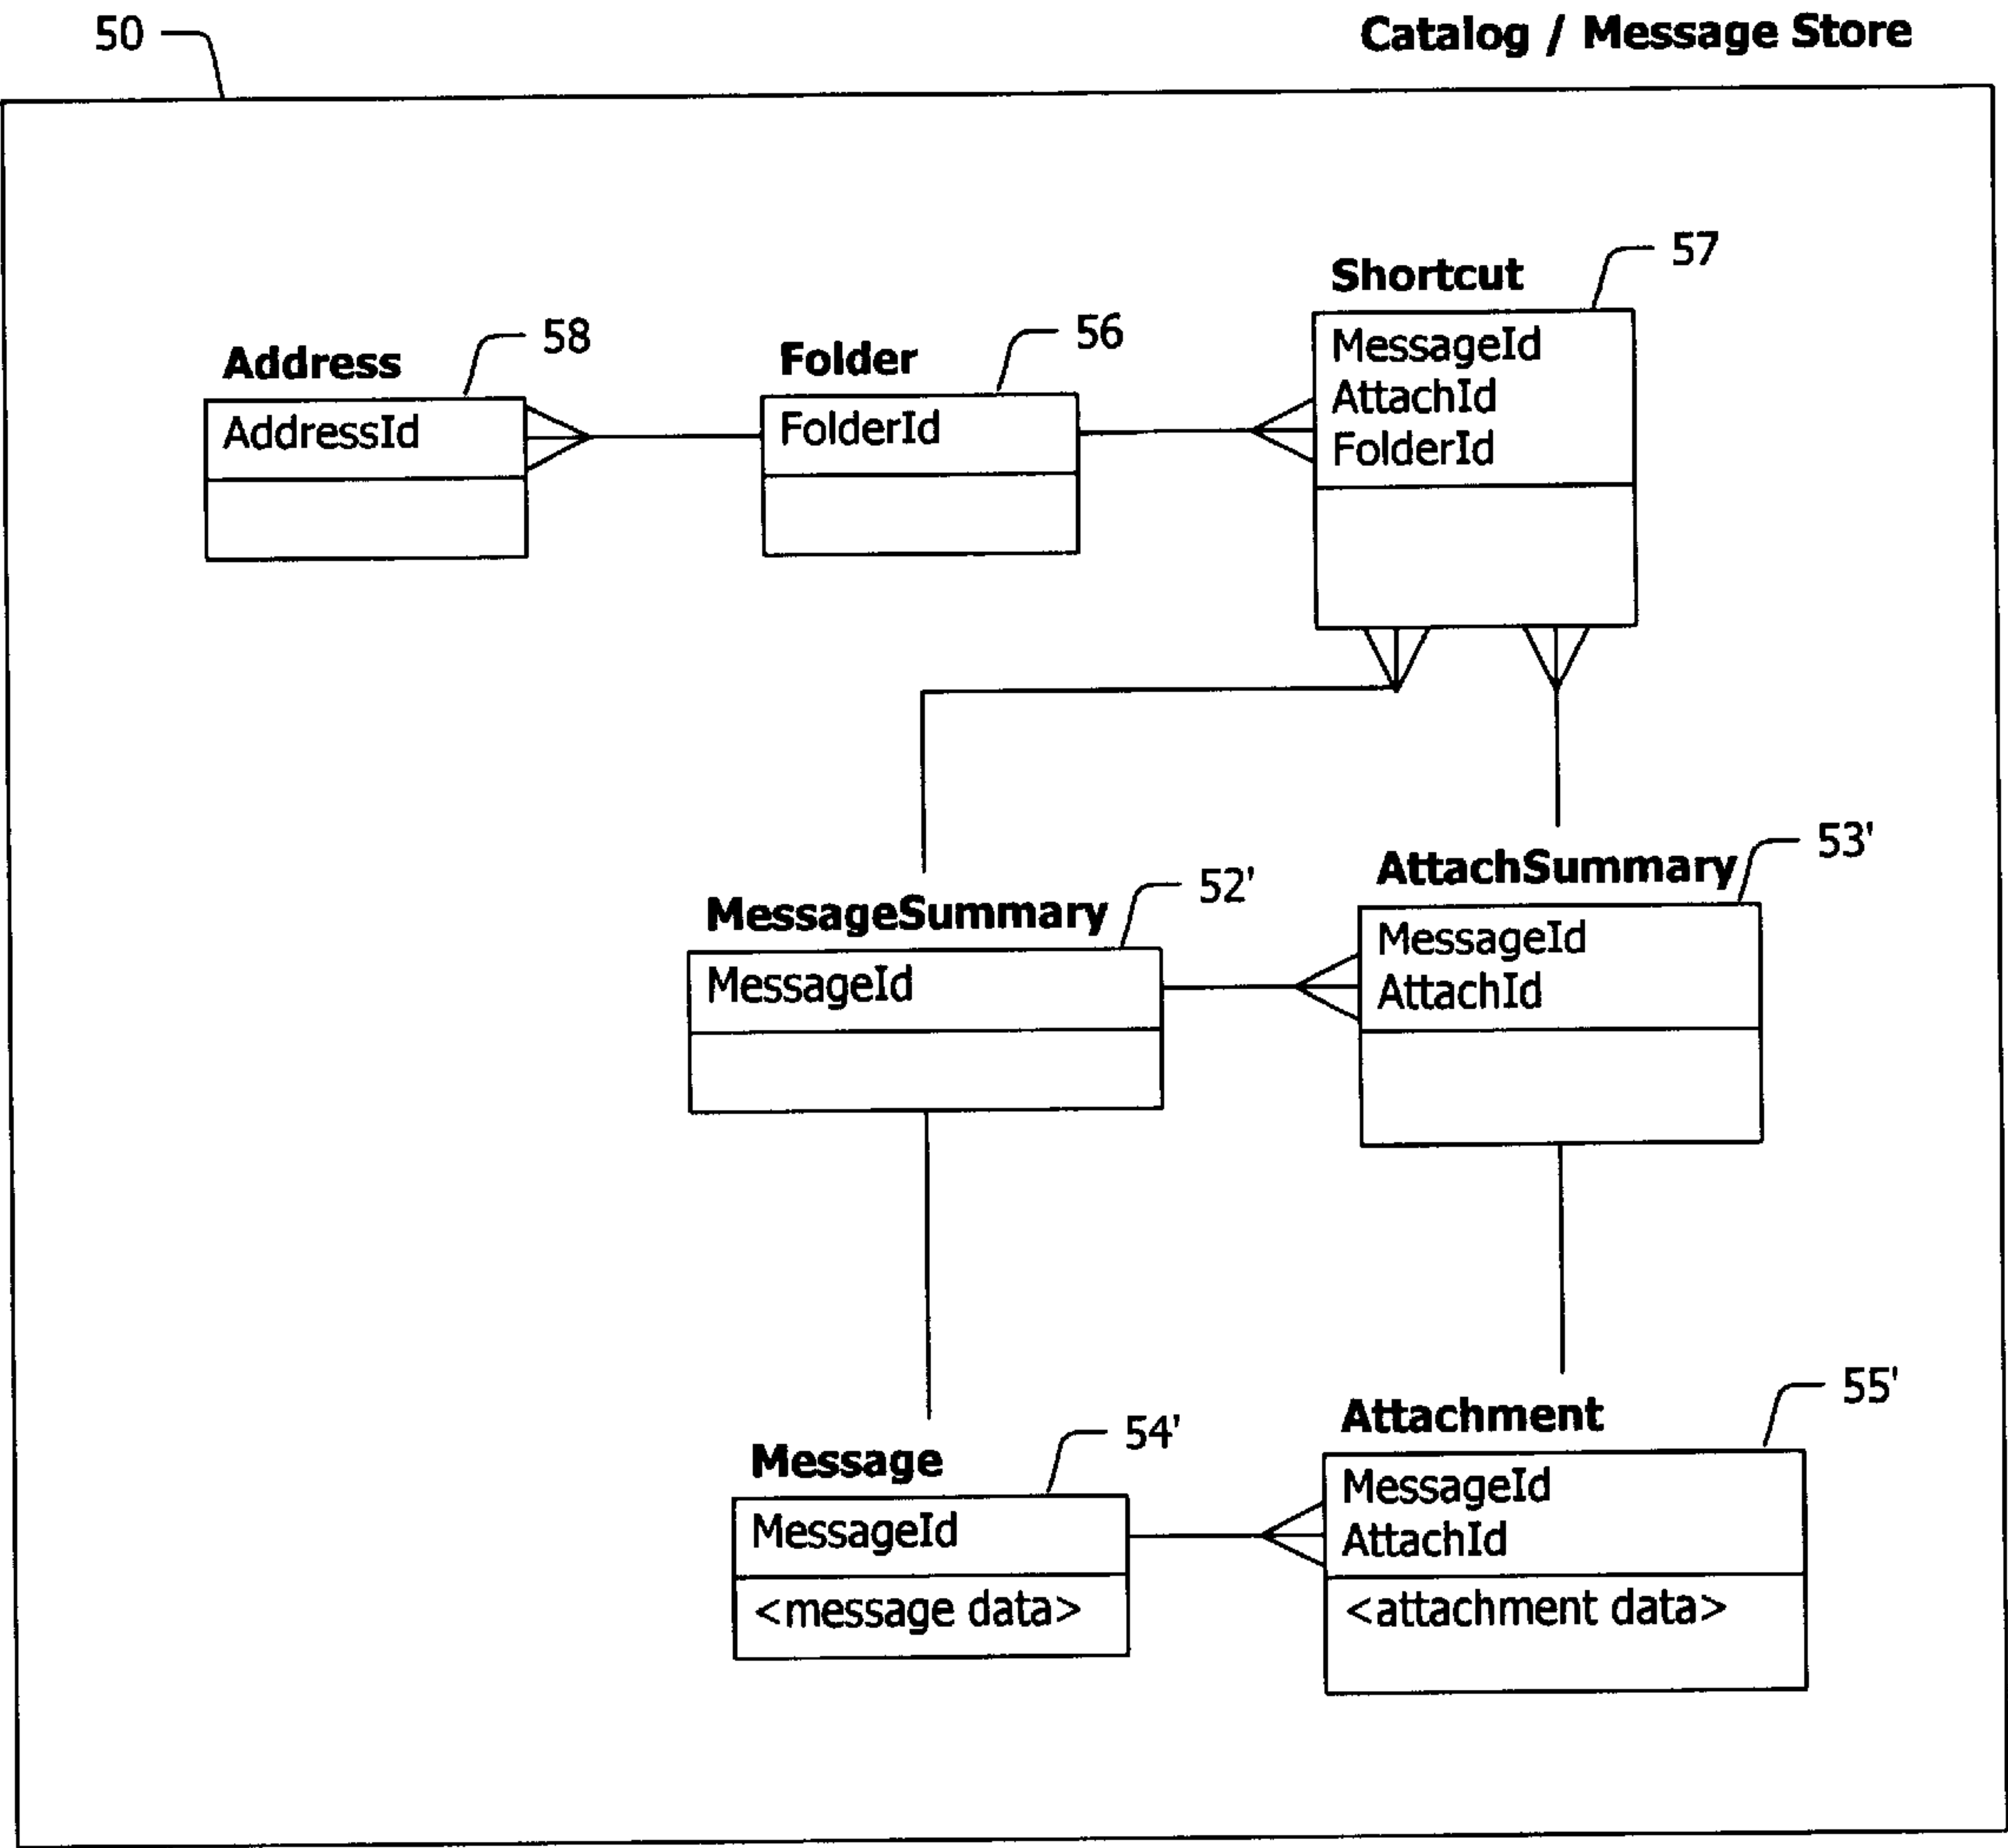 50
Catalog / Message Store
Address
58
AddressId
Folder
56
FolderId
Shortcut
57
MessageId
AttachId
FolderId
MessageSummary
52'
MessageId
AttachSummary
53'
MessageId
AttachId
Message
54'
MessageId
<message data>
Attachment
55'
MessageId
AttachId
<attachment data>